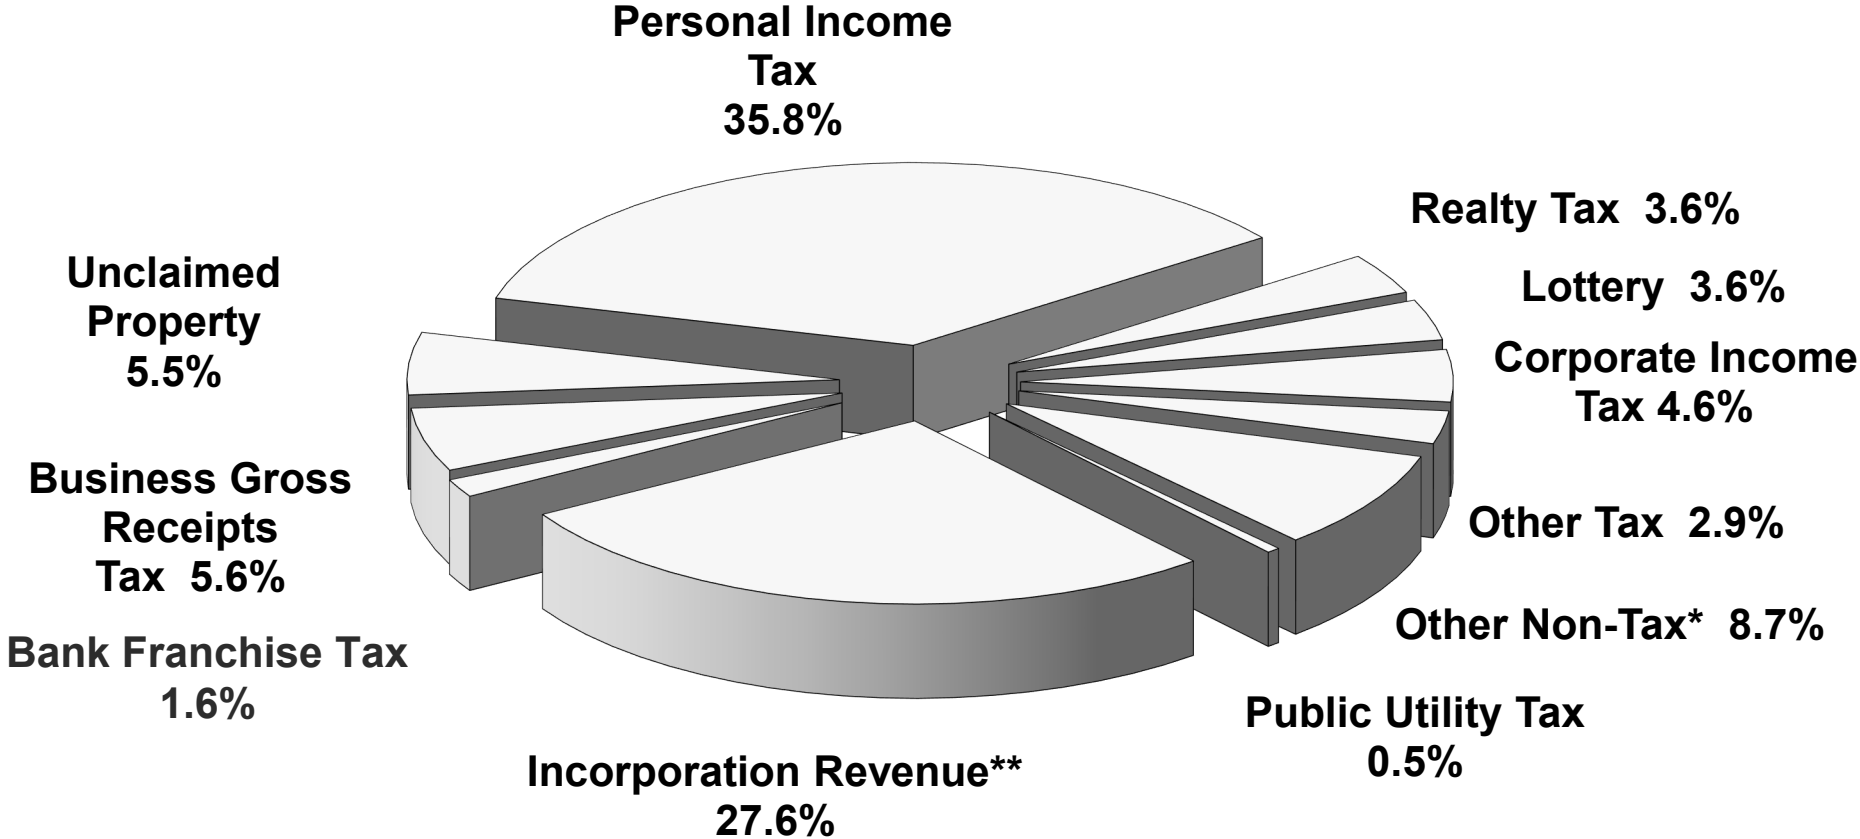 Personal Income
Tax
35.8%
Realty Tax  3.6%
Lottery  3.6%
Corporate Income
Tax 4.6%
Other Tax  2.9%
Other Non-Tax*  8.7%
Public Utility Tax
0.5%
Incorporation Revenue**
27.6%
Bank Franchise Tax
1.6%
Business Gross
Receipts
Tax  5.6%
Unclaimed
Property
5.5%